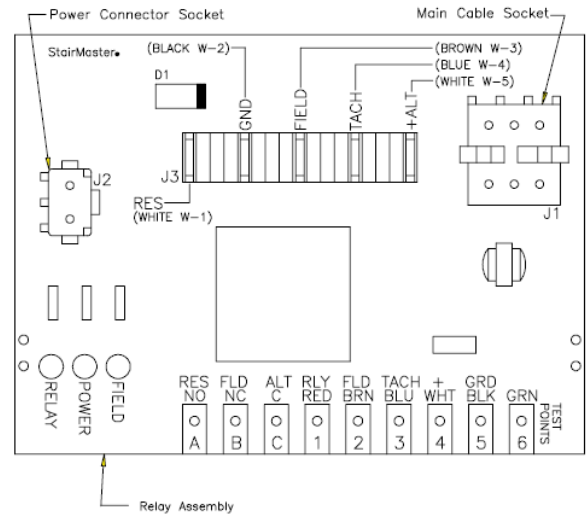 Power Connector Socket
Main Cable Socket
StairMaster®
(BLACK W-2)
(BROWN W-3)
(BLUE W-4)
(WHITE W-5)
D1
GND
FIELD
TACH
+ALT
J2
J3
J1
RES
(WHITE W-1)
RELAY
POWER
FIELD
RES NO
FLD NC
ALT C
RLY RED
FLD BRN
TACH BLU
+ WHT
GRD BLK
GRN
TEST POINTS
A
B
C
1
2
3
4
5
6
Relay Assembly